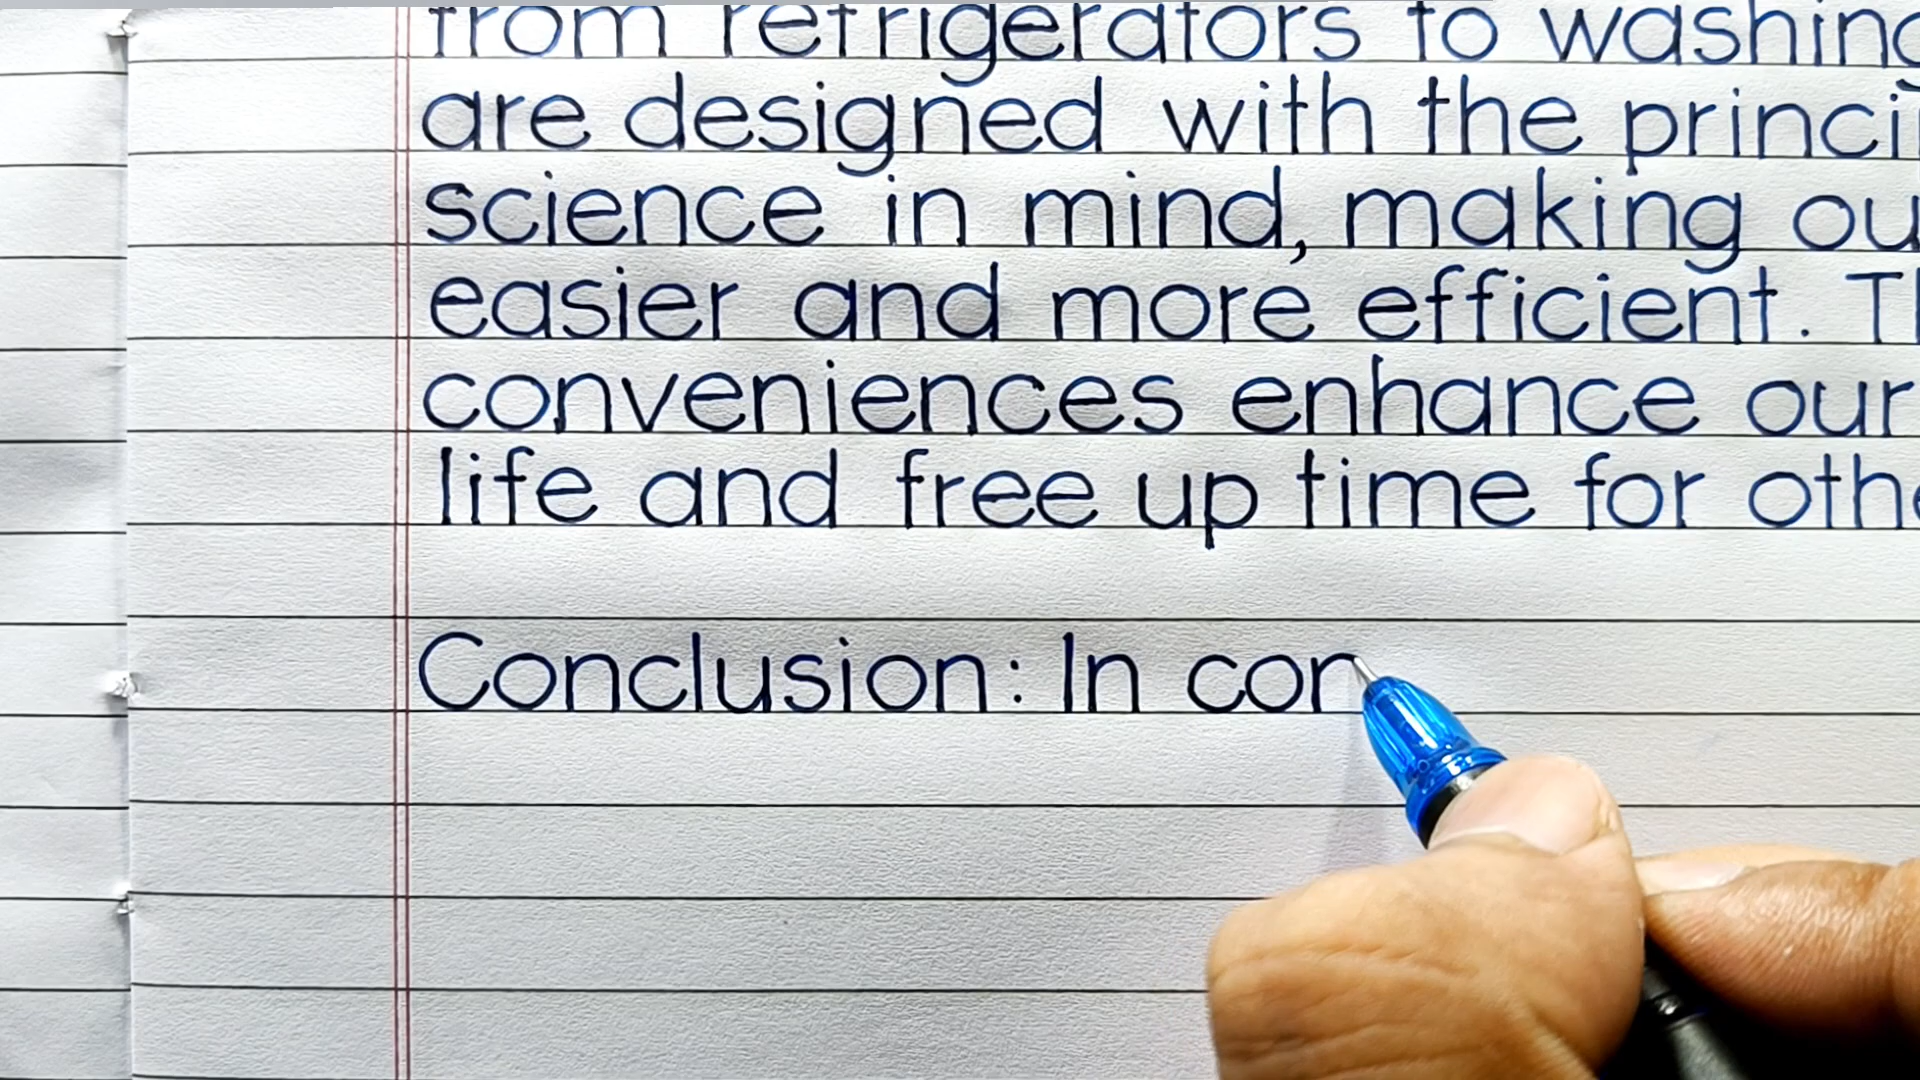 from refrigerators to washing
are designed with the princi
science in mind, making ou
easier and more efficient. Th
conveniences enhance our
life and free up time for othe
Conclusion: In con